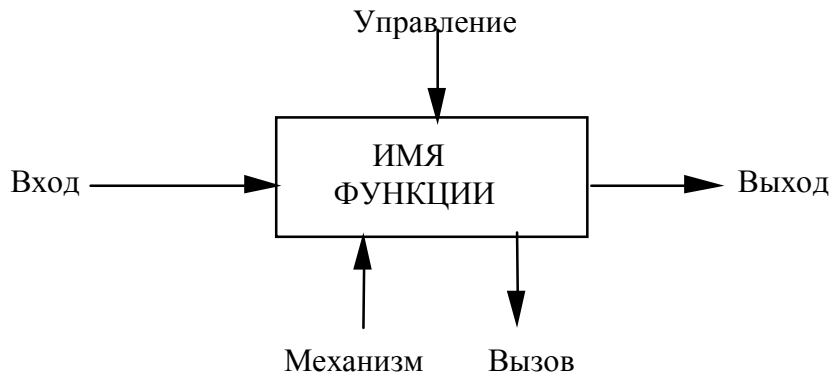 Управление
ИМЯ
ФУНКЦИИ
Вход
Выход
Механизм
Вызов